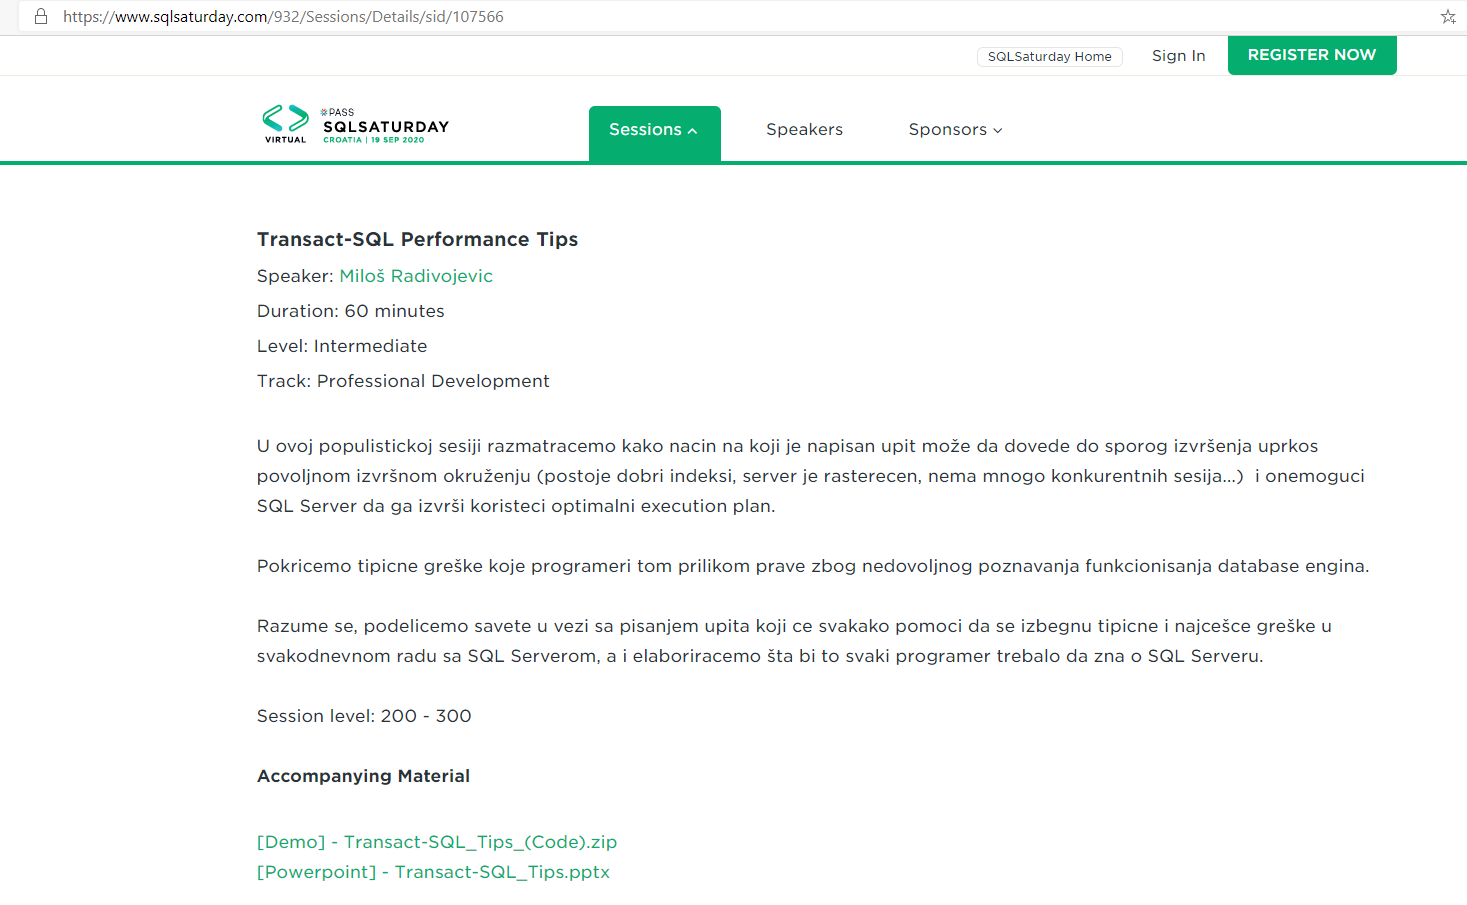 https://www.sqlsaturday.com/932/Sessions/Details/sid/107566
SQLSaturday Home Sign In REGISTER NOW
VIRTUAL
PASS
SQLSATURDAY
CROATIA | 19 SEP 2020
Sessions Speakers Sponsors
Transact-SQL Performance Tips
Speaker: Miloš Radivojevic
Duration: 60 minutes
Level: Intermediate
Track: Professional Development
U ovoj populistickoj sesiji razmatracemo kako nacin na koji je napisan upit može da dovede do sporog izvršenja uprkos
povoljnom izvršnom okruženju (postoje dobri indeksi, server je rasterecen, nema mnogo konkurentnih sesija...) i onemoguci
SQL Server da ga izvrši koristeci optimalni execution plan.
Pokricemo tipicne greške koje programeri tom prilikom prave zbog nedovoljnog poznavanja funkcionisanja database engina.
Razume se, podelicemo savete u vezi sa pisanjem upita koji ce svakako pomoci da se izbegnu tipicne i najcešce greške u
svakodnevnom radu sa SQL Serverom, a i elaboriracemo šta bi to svaki programer trebalo da zna o SQL Serveru.
Session level: 200 - 300
Accompanying Material
[Demo] - Transact-SQL_Tips_(Code).zip
[Powerpoint] - Transact-SQL_Tips.pptx